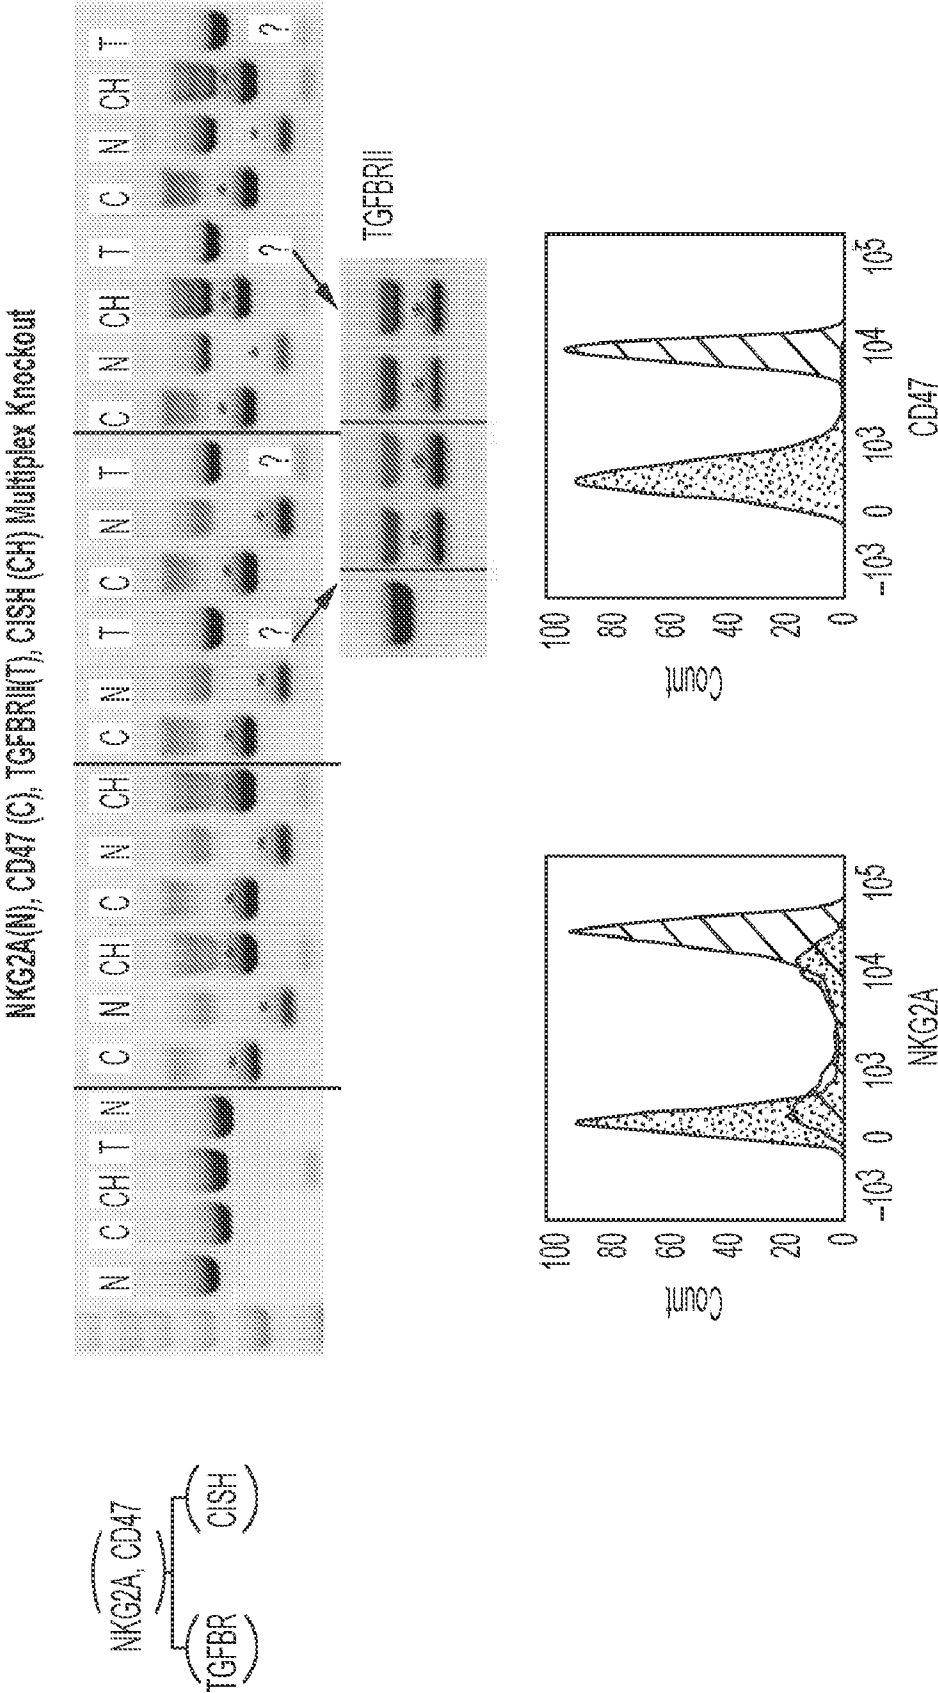 NKG2A(N), CD47 (C), TGFBRII(T), CISH (CH) Multiplex Knockout
(NKG2A, CD47)
(TGFBR) (CISH)
N C CH T N C N CH C N CH C N T C N T C N CH T C N CH T
? ? ? ?
TGFBRII
Count
100
80
60
40
20
0
-10³ 0 10³ 10⁴ 10⁵
NKG2A
Count
100
80
60
40
20
0
-10³ 0 10³ 10⁴ 10⁵
CD47